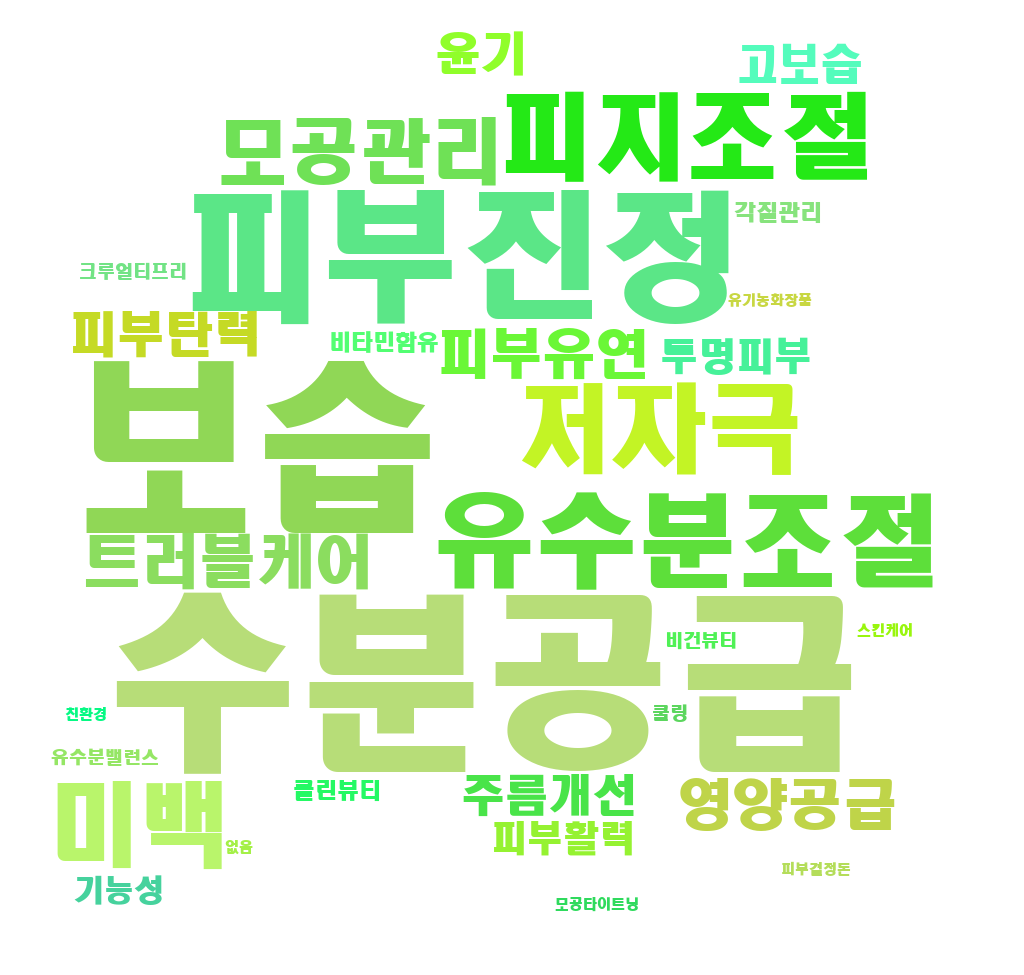 윤기
고보습
모공관리
피지조절
피부진정
각질관리
크루얼티프리
유기농화장품
피부탄력
비타민함유
피부유연
투명피부
보습
저자극
유수분조절
트러블케어
수분공급
스킨케어
비건뷰티
친환경
쿨링
유수분밸런스
미백
클린뷰티
주름개선
영양공급
피부활력
없음
피부결정돈
기능성
모공타이트닝